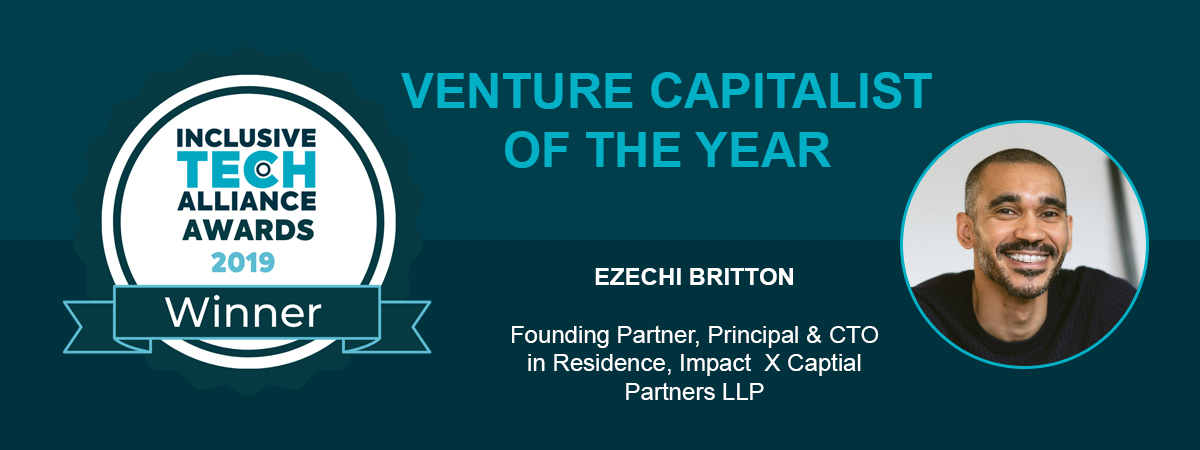 INCLUSIVE
TECH
ALLIANCE
AWARDS
2019
Winner
VENTURE CAPITALIST
OF THE YEAR
EZECHI BRITTON
Founding Partner, Principal & CTO
in Residence, Impact  X Captial
Partners LLP